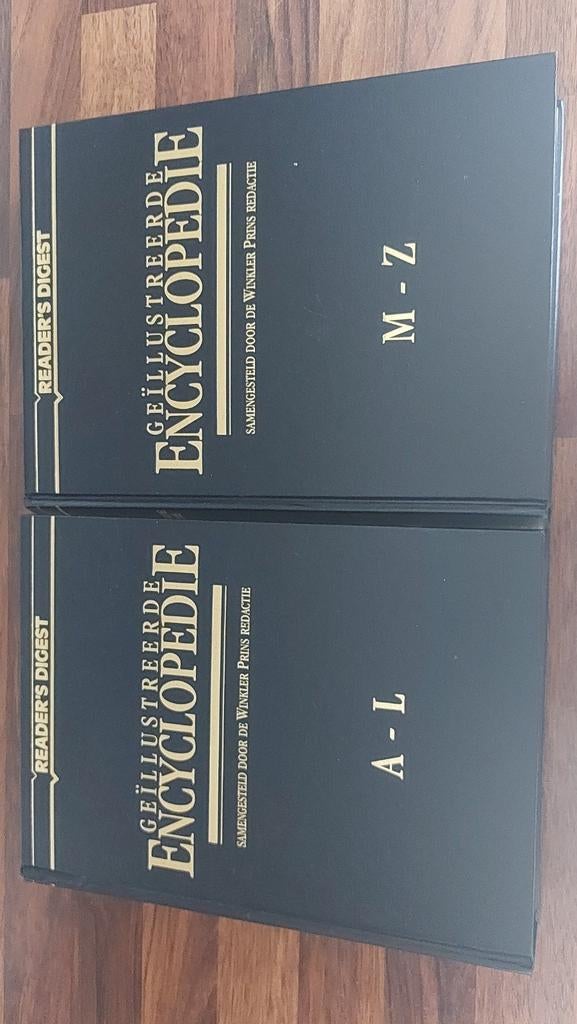 READER'S DIGEST
GEÏLLUSTREERDE
ENCYCLOPEDIE
SAMENGESTELD DOOR DE WINKLER PRINS REDACTIE
A - L
READER'S DIGEST
GEÏLLUSTREERDE
ENCYCLOPEDIE
SAMENGESTELD DOOR DE WINKLER PRINS REDACTIE
M - Z